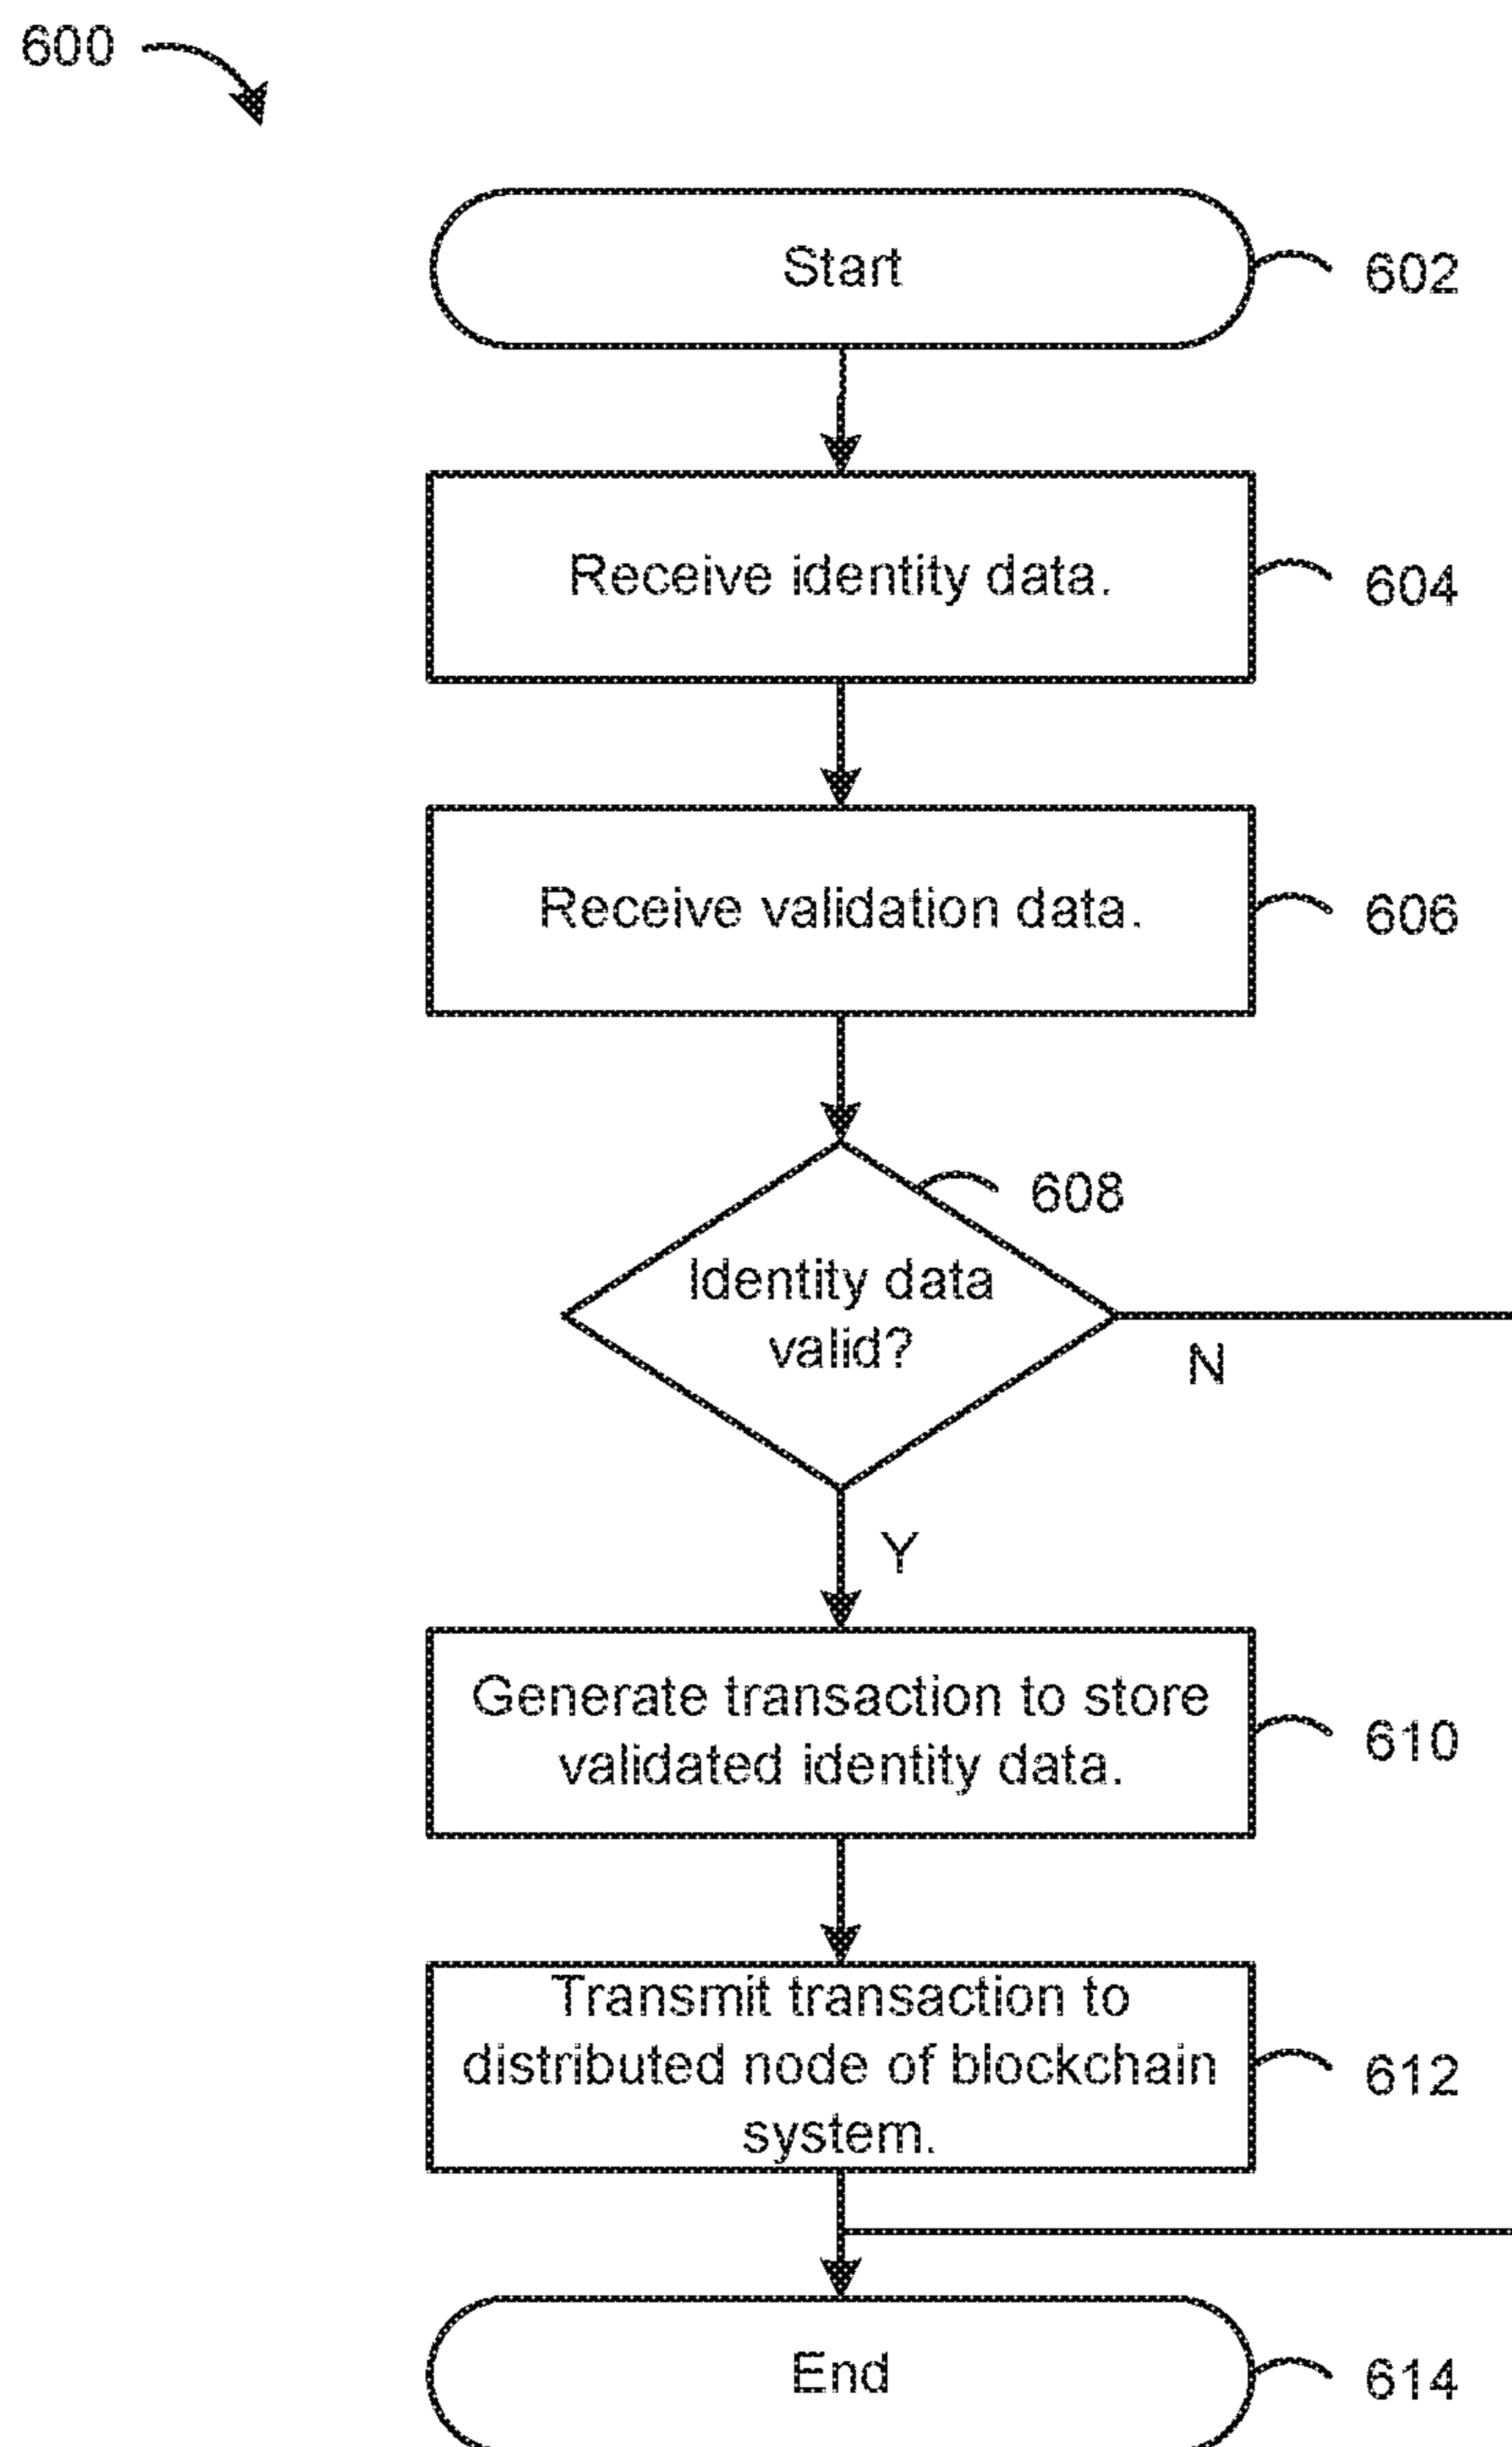 600
Start
602
Receive identity data.
604
Receive validation data.
606
608
Identity data
valid?
N
Y
Generate transaction to store
validated identity data.
610
Transmit transaction to
distributed node of blockchain
system.
612
End
614